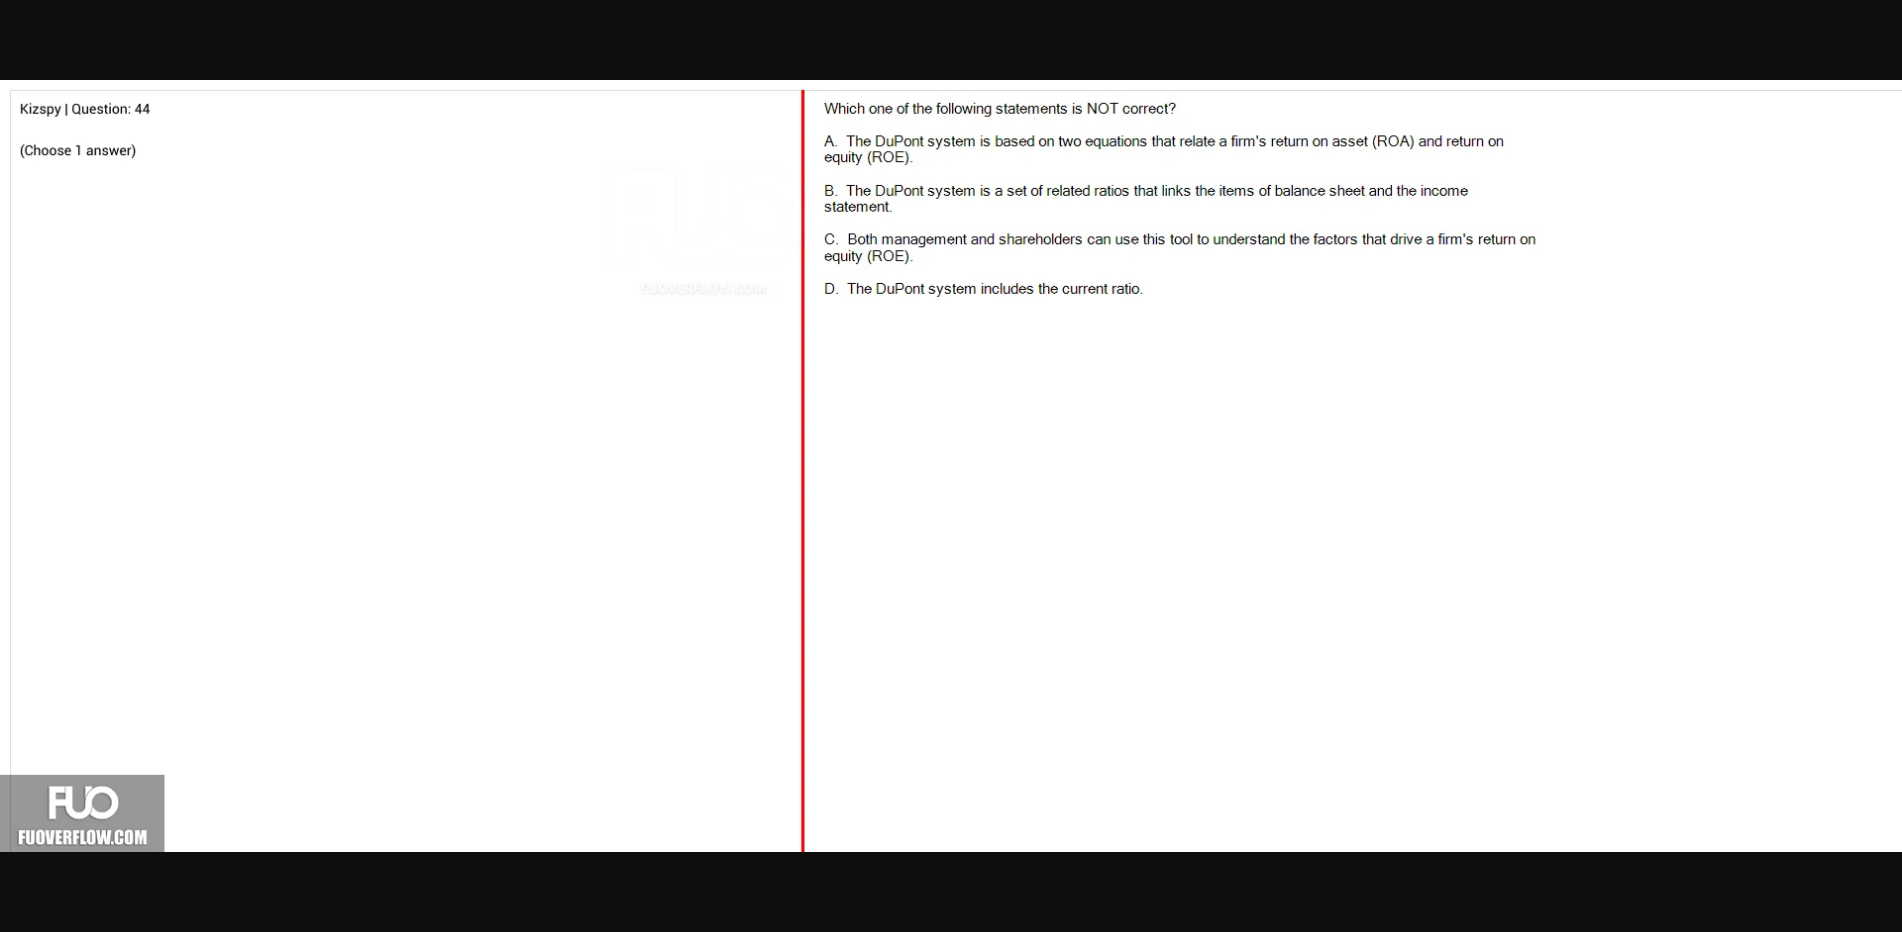 Kizspy | Question: 44
(Choose 1 answer)
FUOVERFLOW.COM
Which one of the following statements is NOT correct?
A. The DuPont system is based on two equations that relate a firm's return on asset (ROA) and return on
equity (ROE).
B. The DuPont system is a set of related ratios that links the items of balance sheet and the income
statement.
C. Both management and shareholders can use this tool to understand the factors that drive a firm's return on
equity (ROE).
D. The DuPont system includes the current ratio.
FUO
FUOVERFLOW.COM